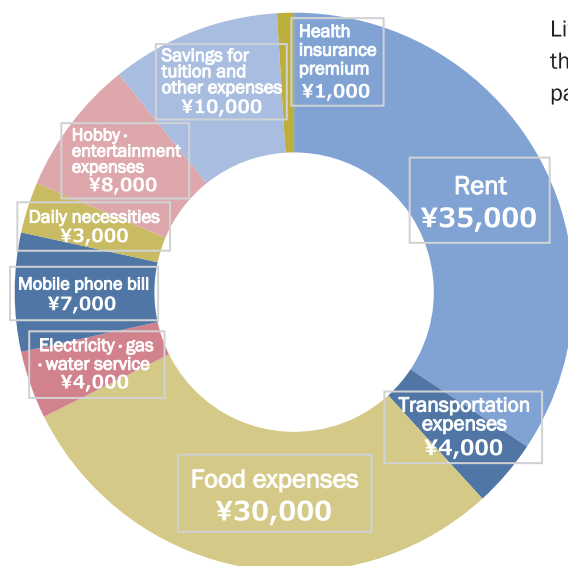 Health
insurance
premium
¥1,000
Rent
¥35,000
Transportation
expenses
¥4,000
Food expenses
¥30,000
Electricity · gas
· water service
¥4,000
Mobile phone bill
¥7,000
Daily necessities
¥3,000
Hobby ·
entertainment
expenses
¥8,000
Savings for
tuition and
other expenses
¥10,000